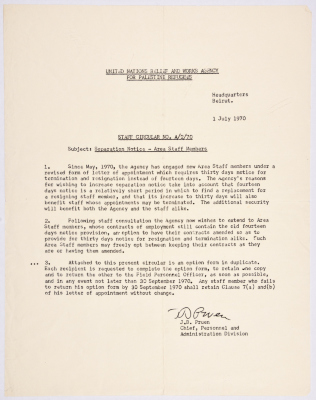 UNITED NATIONS RELIEF AND WORKS AGENCY
FOR PALESTINE REFUGEES
Headquarters
Beirut.
1 July 1970
STAFF CIRCULAR NO. A/2/70
Subject: Separation Notice - Area Staff Members
1. Since May, 1970, the Agency has engaged new Area Staff members under a
revised form of letter of appointment which requires thirty days notice for
termination and resignation instead of fourteen days. The Agency's reasons
for wishing to increase separation notice take into account that fourteen
days notice is a relatively short period in which to find a replacement for
a resigning staff member, and that its increase to thirty days will also
benefit staff whose appointments may be terminated. The additional security
will benefit both the Agency and the staff alike.
2. Following staff consultation the Agency now wishes to extend to Area
Staff members, whose contracts of employment still contain the old fourteen
days notice provision, an option to have their contracts amended so as to
provide for thirty days notice for resignation and termination alike. Such
Area Staff members may freely opt between keeping their contracts as they
are or having them amended.
... 3. Attached to this present circular is an option form in duplicate.
Each recipient is requested to complete the option form, to retain one copy
and to return the other to the Field Personnel Officer, as soon as possible,
and in any event not later than 30 September 1970. Any staff member who fails
to return his option form by 30 September 1970 shall retain Clause 7(a) and(b)
of his letter of appointment without change.
J.D. Pruen
Chief, Personnel and
Administration Division